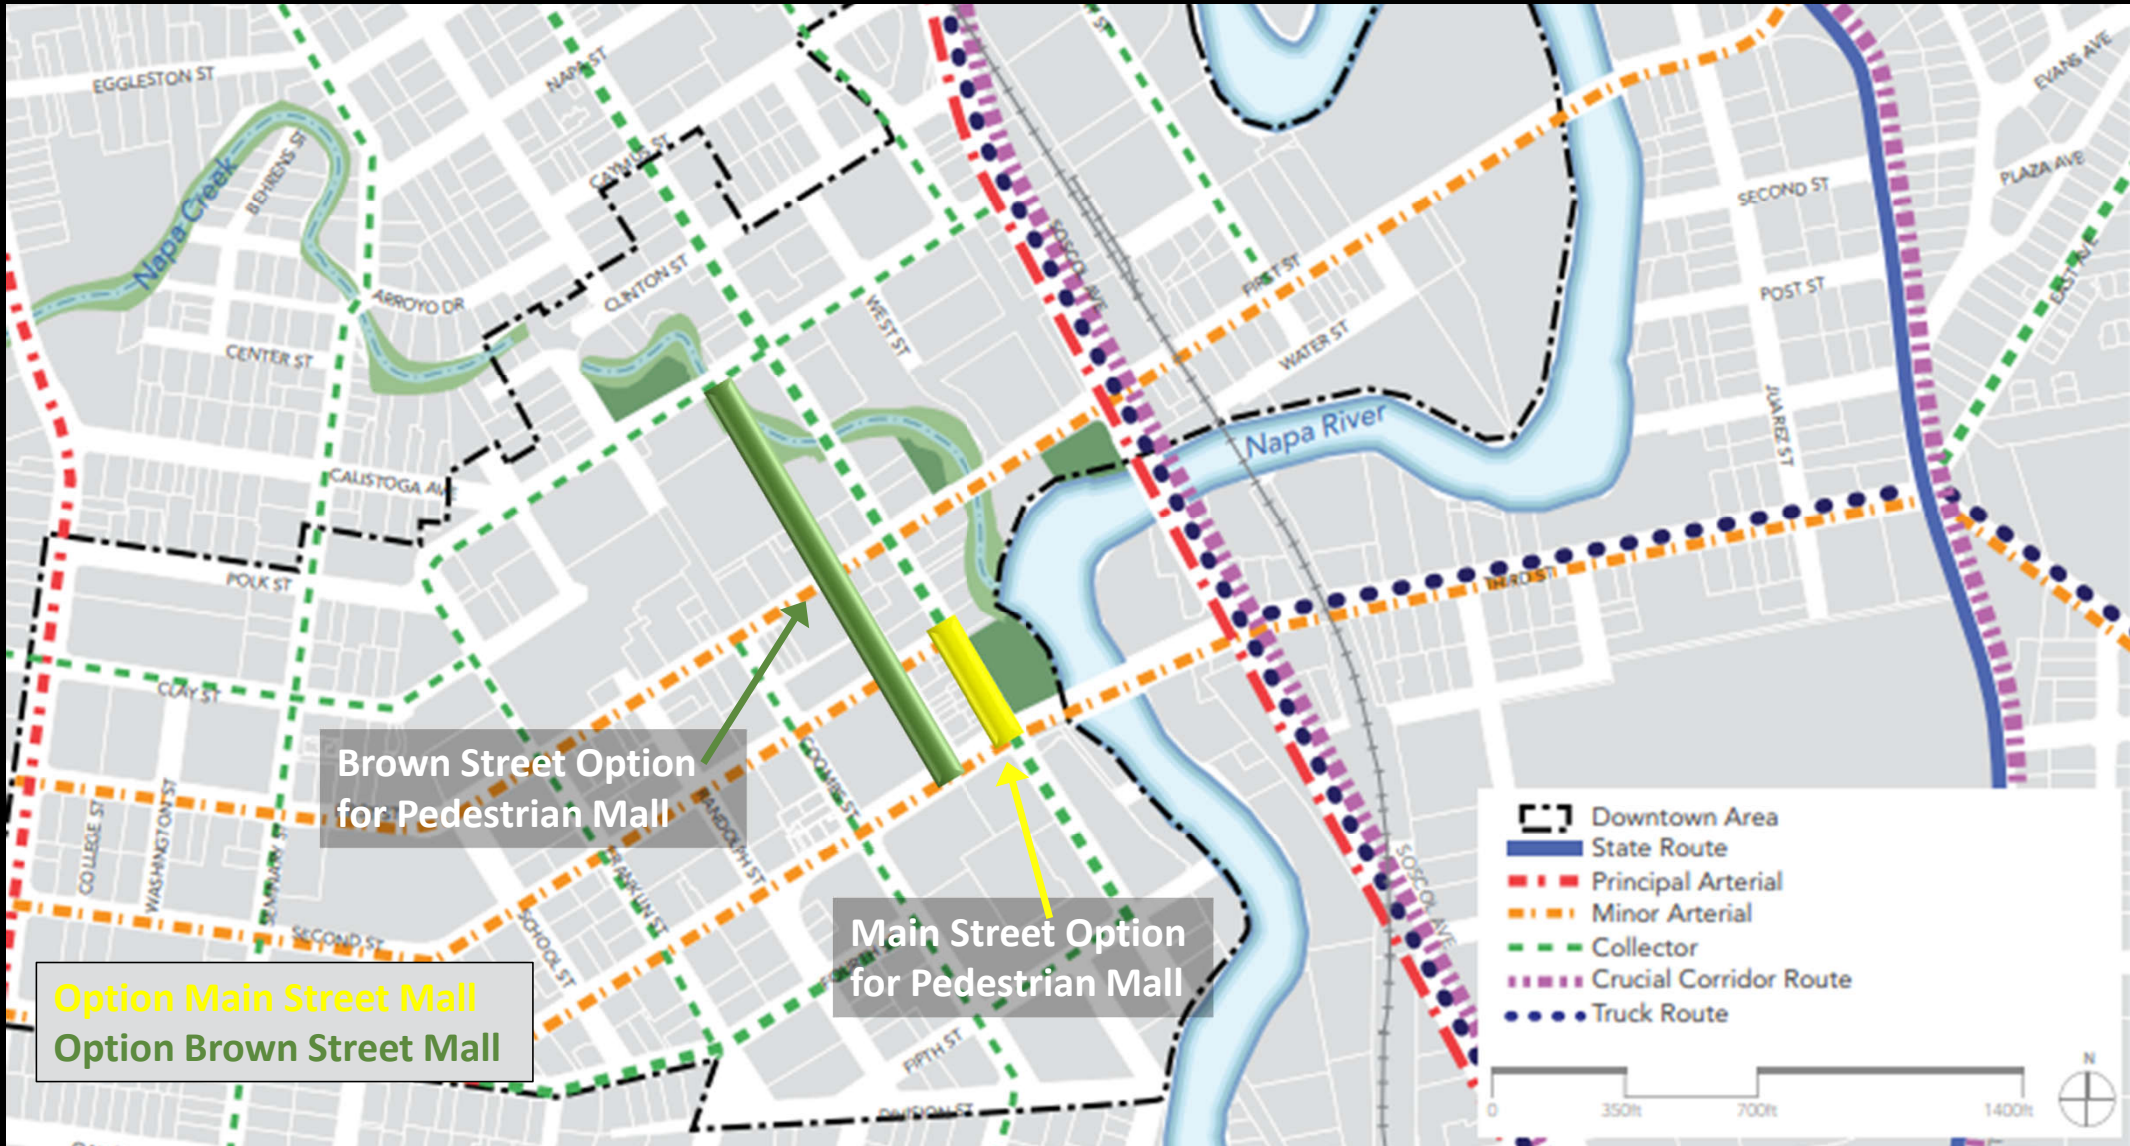 EGGLESTON ST
NAPA ST
EVANS AVE
BEHRENS ST
CAYMUS ST
PLAZA AVE
SECOND ST
Napa Creek
SOSCOL AVE
EAST AVE
FIRST ST
CLINTON ST
ARROYO DR
WEST ST
POST ST
WATER ST
CENTER ST
Napa River
JUAREZ ST
CALISTOGA AVE
POLK ST
THIRD ST
CLAY ST
Brown Street Option
for Pedestrian Mall
COOMBS ST
RANDOLPH ST
COLLEGE ST
WASHINGTON ST
SEMINARY ST
FRANKLIN ST
SCHOOL ST
SECOND ST
SOSCOL AVE
Main Street Option
for Pedestrian Mall
FIFTH ST
DIVISION ST
Option Main Street Mall
Option Brown Street Mall
Downtown Area
State Route
Principal Arterial
Minor Arterial
Collector
Crucial Corridor Route
Truck Route
N
0 350ft 700ft 1400ft